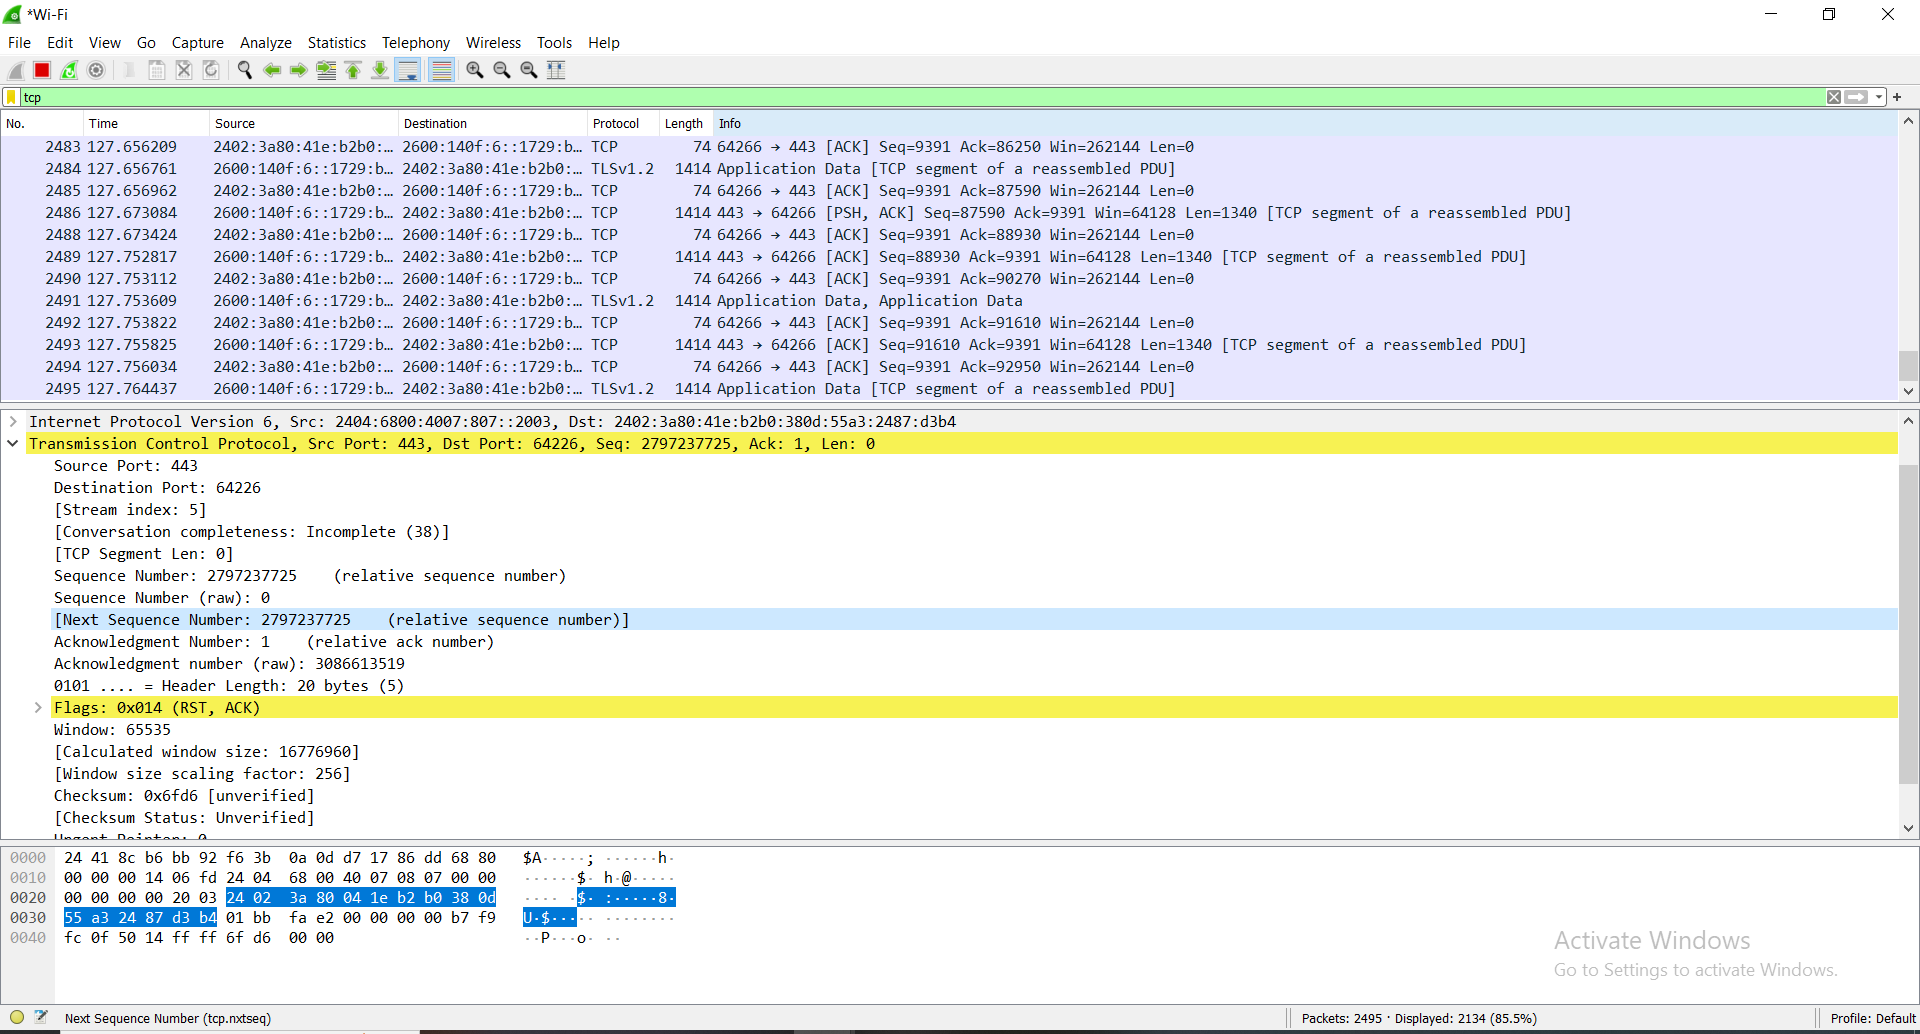 *Wi-Fi
File Edit View Go Capture Analyze Statistics Telephony Wireless Tools Help
tcp
No. Time Source Destination Protocol Length Info
2483 127.656209 2402:3a80:41e:b2b0:… 2600:140f:6::1729:b… TCP 74 64266 → 443 [ACK] Seq=9391 Ack=86250 Win=262144 Len=0
2484 127.656761 2600:140f:6::1729:b… 2402:3a80:41e:b2b0:… TLSv1.2 1414 Application Data [TCP segment of a reassembled PDU]
2485 127.656962 2402:3a80:41e:b2b0:… 2600:140f:6::1729:b… TCP 74 64266 → 443 [ACK] Seq=9391 Ack=87590 Win=262144 Len=0
2486 127.673084 2600:140f:6::1729:b… 2402:3a80:41e:b2b0:… TCP 1414 443 → 64266 [PSH, ACK] Seq=87590 Ack=9391 Win=64128 Len=1340 [TCP segment of a reassembled PDU]
2488 127.673424 2402:3a80:41e:b2b0:… 2600:140f:6::1729:b… TCP 74 64266 → 443 [ACK] Seq=9391 Ack=88930 Win=262144 Len=0
2489 127.752817 2600:140f:6::1729:b… 2402:3a80:41e:b2b0:… TCP 1414 443 → 64266 [ACK] Seq=88930 Ack=9391 Win=64128 Len=1340 [TCP segment of a reassembled PDU]
2490 127.753112 2402:3a80:41e:b2b0:… 2600:140f:6::1729:b… TCP 74 64266 → 443 [ACK] Seq=9391 Ack=90270 Win=262144 Len=0
2491 127.753609 2600:140f:6::1729:b… 2402:3a80:41e:b2b0:… TLSv1.2 1414 Application Data, Application Data
2492 127.753822 2402:3a80:41e:b2b0:… 2600:140f:6::1729:b… TCP 74 64266 → 443 [ACK] Seq=9391 Ack=91610 Win=262144 Len=0
2493 127.755825 2600:140f:6::1729:b… 2402:3a80:41e:b2b0:… TCP 1414 443 → 64266 [ACK] Seq=91610 Ack=9391 Win=64128 Len=1340 [TCP segment of a reassembled PDU]
2494 127.756034 2402:3a80:41e:b2b0:… 2600:140f:6::1729:b… TCP 74 64266 → 443 [ACK] Seq=9391 Ack=92950 Win=262144 Len=0
2495 127.764437 2600:140f:6::1729:b… 2402:3a80:41e:b2b0:… TLSv1.2 1414 Application Data [TCP segment of a reassembled PDU]
Internet Protocol Version 6, Src: 2404:6800:4007:807::2003, Dst: 2402:3a80:41e:b2b0:380d:55a3:2487:d3b4
Transmission Control Protocol, Src Port: 443, Dst Port: 64226, Seq: 2797237725, Ack: 1, Len: 0
Source Port: 443
Destination Port: 64226
[Stream index: 5]
[Conversation completeness: Incomplete (38)]
[TCP Segment Len: 0]
Sequence Number: 2797237725 (relative sequence number)
Sequence Number (raw): 0
[Next Sequence Number: 2797237725 (relative sequence number)]
Acknowledgment Number: 1 (relative ack number)
Acknowledgment number (raw): 3086613519
0101 .... = Header Length: 20 bytes (5)
Flags: 0x014 (RST, ACK)
Window: 65535
[Calculated window size: 16776960]
[Window size scaling factor: 256]
Checksum: 0x6fd6 [unverified]
[Checksum Status: Unverified]
Urgent Pointer: 0
0000 24 41 8c b6 bb 92 f6 3b 0a 0d d7 17 86 dd 68 80 $A·····; ······h·
0010 00 00 00 14 06 fd 24 04 68 00 40 07 08 07 00 00 ······$· h·@·····
0020 00 00 00 00 20 03 24 02 3a 80 04 1e b2 b0 38 0d ···· ·$· :·····8·
0030 55 a3 24 87 d3 b4 01 bb fa e2 00 00 00 00 b7 f9 U·$····· ········
0040 fc 0f 50 14 ff ff 6f d6 00 00 ··P···o· ··
Activate Windows
Go to Settings to activate Windows.
Next Sequence Number (tcp.nxtseq) Packets: 2495 · Displayed: 2134 (85.5%) Profile: Default